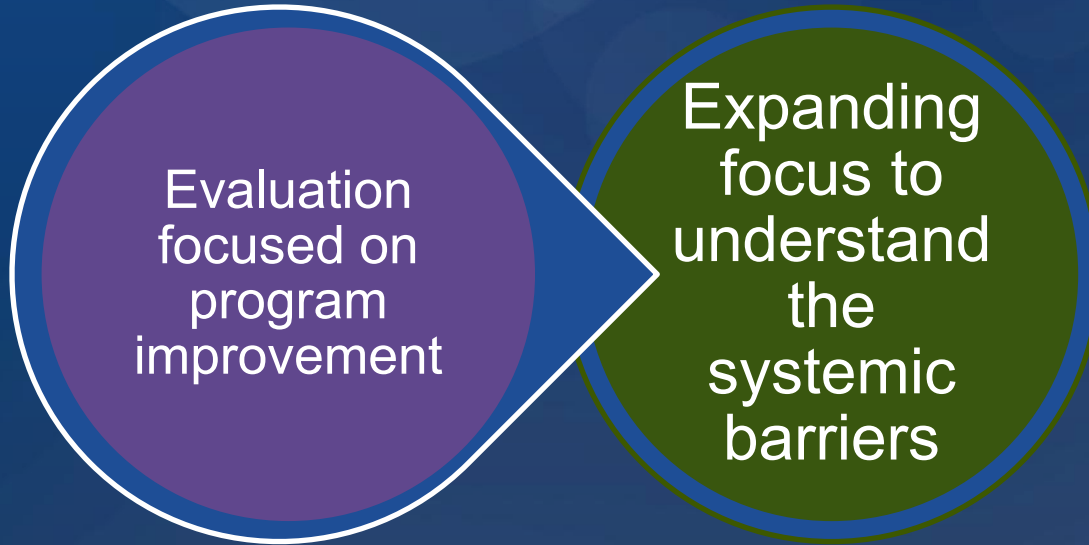 Evaluation
focused on
program
improvement
Expanding
focus to
understand
the
systemic
barriers